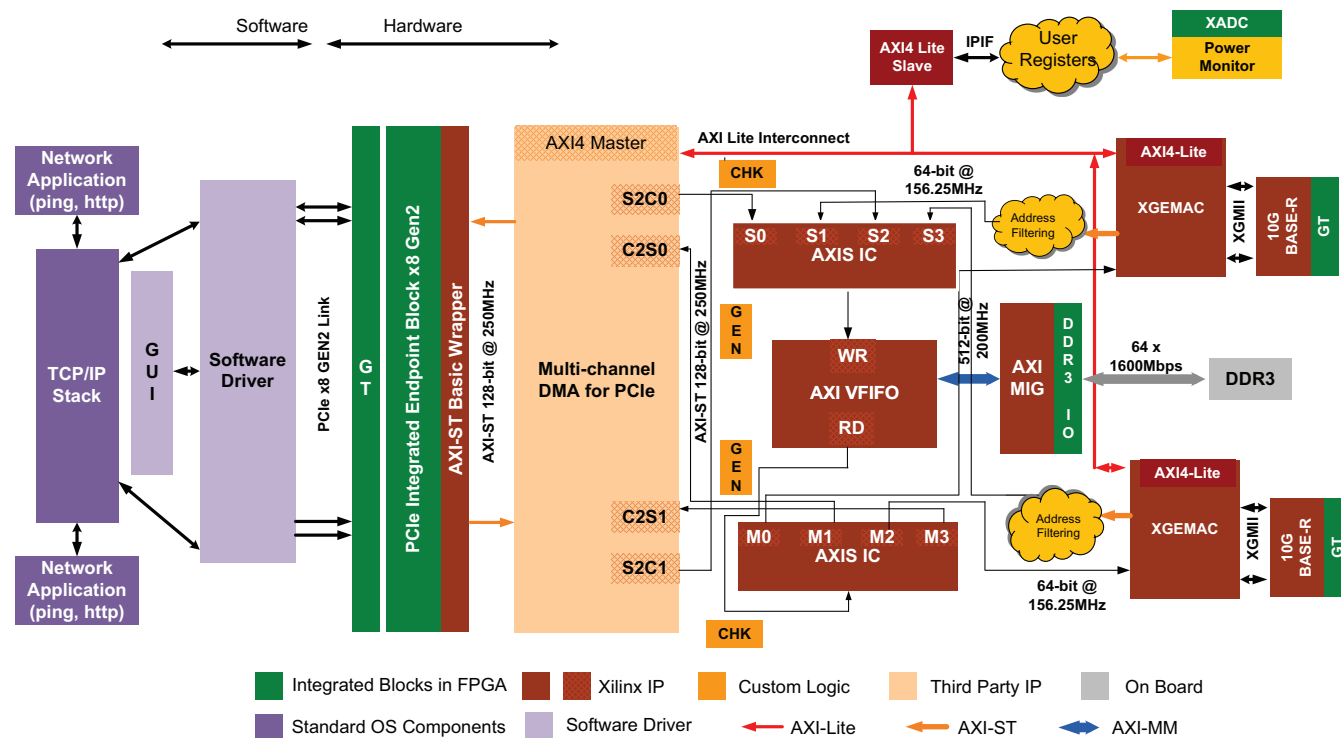 Software
Hardware
XADC
Power
Monitor
AXI4 Lite
Slave
IPIF
User
Registers
Network
Application
(ping, http)
TCP/IP
Stack
Network
Application
(ping, http)
G
U
I
Software
Driver
PCIe x8 GEN2 Link
GT
PCIe Integrated Endpoint Block x8 Gen2
AXI-ST Basic Wrapper
AXI-ST 128-bit @ 250MHz
AXI4 Master
S2C0
C2S0
Multi-channel
DMA for PCIe
C2S1
S2C1
AXI-ST 128-bit @ 250MHz
AXI Lite Interconnect
CHK
64-bit @
156.25MHz
S0
S1
S2
S3
AXIS IC
G
E
N
WR
AXI VFIFO
RD
G
E
N
512-bit @
200MHz
M0
M1
M2
M3
AXIS IC
CHK
Address
Filtering
AXI4-Lite
XGEMAC
XGMII
10G
BASE-R
GT
AXI
MIG
DDR3 IO
64 x
1600Mbps
DDR3
Address
Filtering
AXI4-Lite
XGEMAC
XGMII
10G
BASE-R
GT
64-bit @
156.25MHz
Integrated Blocks in FPGA
Xilinx IP
Custom Logic
Third Party IP
On Board
Standard OS Components
Software Driver
AXI-Lite
AXI-ST
AXI-MM